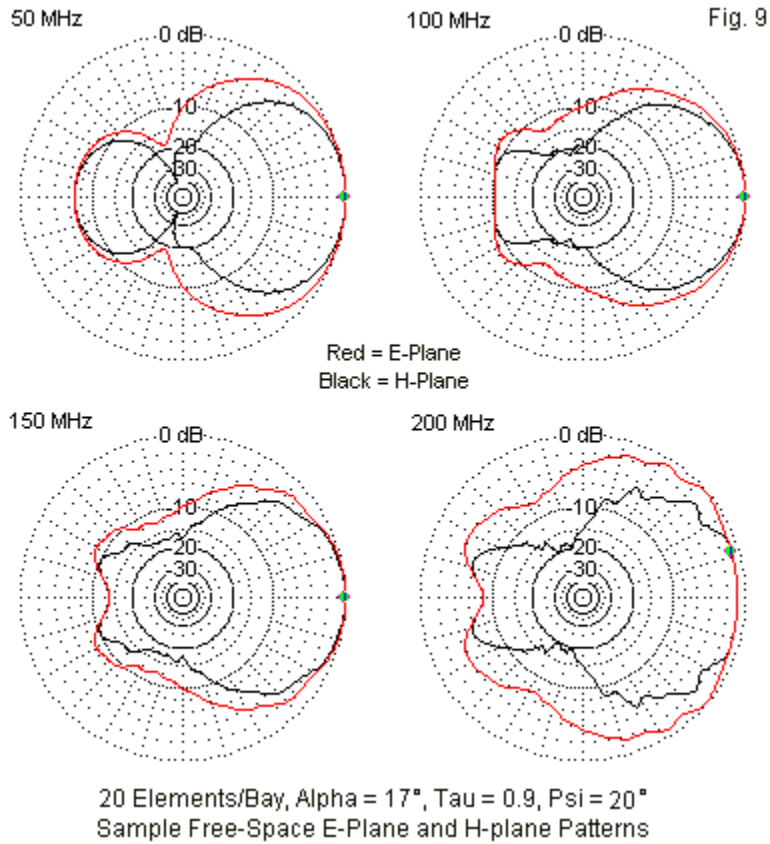 50 MHz
0 dB
10
20
30
100 MHz
0 dB
10
20
30
Fig. 9
Red = E-Plane
Black = H-Plane
150 MHz
0 dB
10
20
30
200 MHz
0 dB
10
20
30
20 Elements/Bay, Alpha = 17°, Tau = 0.9, Psi = 20°
Sample Free-Space E-Plane and H-plane Patterns